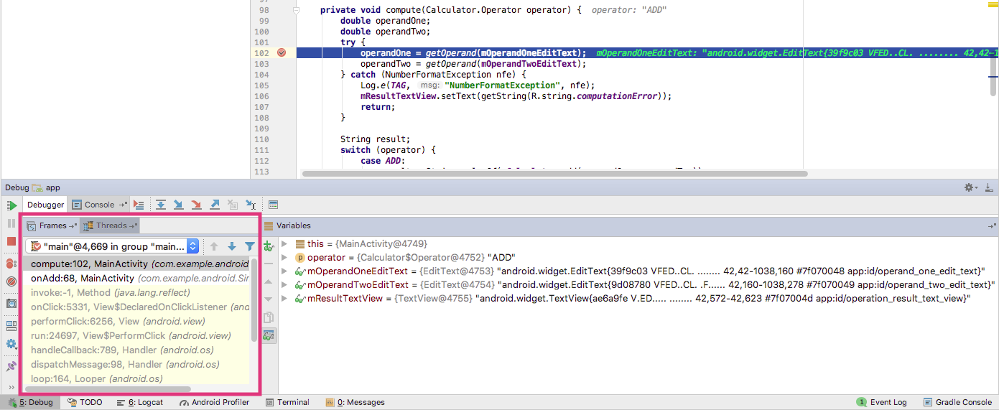 98 private void compute(Calculator.Operator operator) { operator: "ADD"
99 double operandOne;
100 double operandTwo;
101 try {
102 operandOne = getOperand(mOperandOneEditText); mOperandOneEditText: "android.widget.EditText{39f9c03 VFED..CL. ........ 42,42-1
103 operandTwo = getOperand(mOperandTwoEditText);
104 } catch (NumberFormatException nfe) {
105 Log.e(TAG, msg: "NumberFormatException", nfe);
106 mResultTextView.setText(getString(R.string.computationError));
107 return;
108 }
109
110 String result;
111 switch (operator) {
112 case ADD:
113
Debug app
Debugger Console
Frames Threads Variables
"main"@4,669 in group "main...
compute:102, MainActivity (com.example.android
onAdd:68, MainActivity (com.example.android.Sim
invoke:-1, Method (java.lang.reflect)
onClick:5331, View$DeclaredOnClickListener (and
performClick:6256, View (android.view)
run:24697, View$PerformClick (android.view)
handleCallback:789, Handler (android.os)
dispatchMessage:98, Handler (android.os)
loop:164, Looper (android.os)
this = {MainActivity@4749}
operator = {Calculator$Operator@4752} "ADD"
mOperandOneEditText = {EditText@4753} "android.widget.EditText{39f9c03 VFED..CL. ........ 42,42-1038,160 #7f070048 app:id/operand_one_edit_text}"
mOperandTwoEditText = {EditText@4754} "android.widget.EditText{9d08780 VFED..CL. .F...... 42,160-1038,278 #7f070049 app:id/operand_two_edit_text}"
mResultTextView = {TextView@4755} "android.widget.TextView{ae6a9fe V.ED..... ........ 42,572-42,623 #7f07004d app:id/operation_result_text_view}"
5: Debug TODO 6: Logcat Android Profiler Terminal 0: Messages 1 Event Log Gradle Console